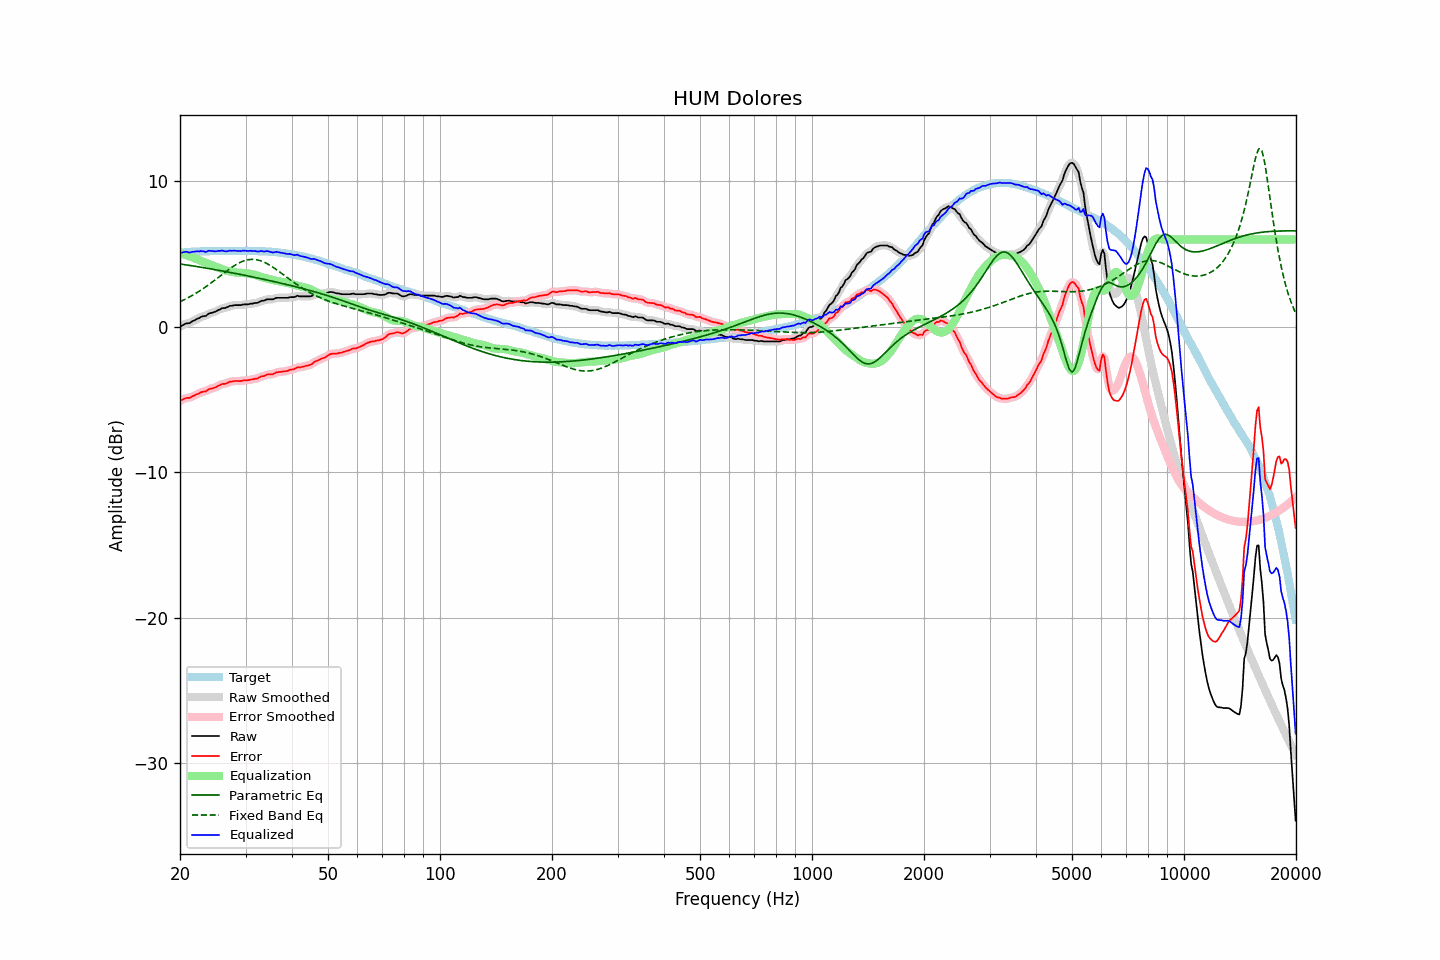 HUM Dolores
Amplitude (dBr)
10
0
−10
−20
−30
Target
Raw Smoothed
Error Smoothed
Raw
Error
Equalization
Parametric Eq
Fixed Band Eq
Equalized
20 50 100 200 500 1000 2000 5000 10000 20000
Frequency (Hz)